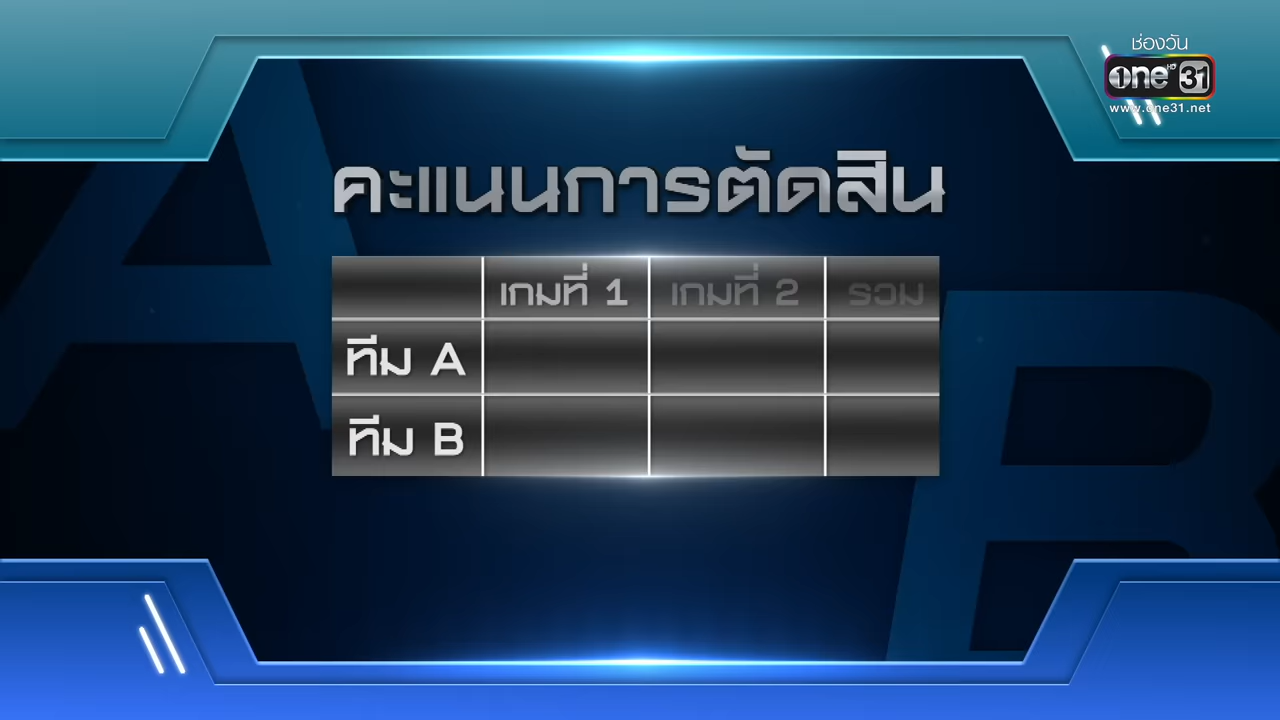 ช่องวัน
one HD 31
www.one31.net
คะแนนการตัดสิน
เกมที่ 1 เกมที่ 2 รวม
ทีม A
ทีม B
A
B